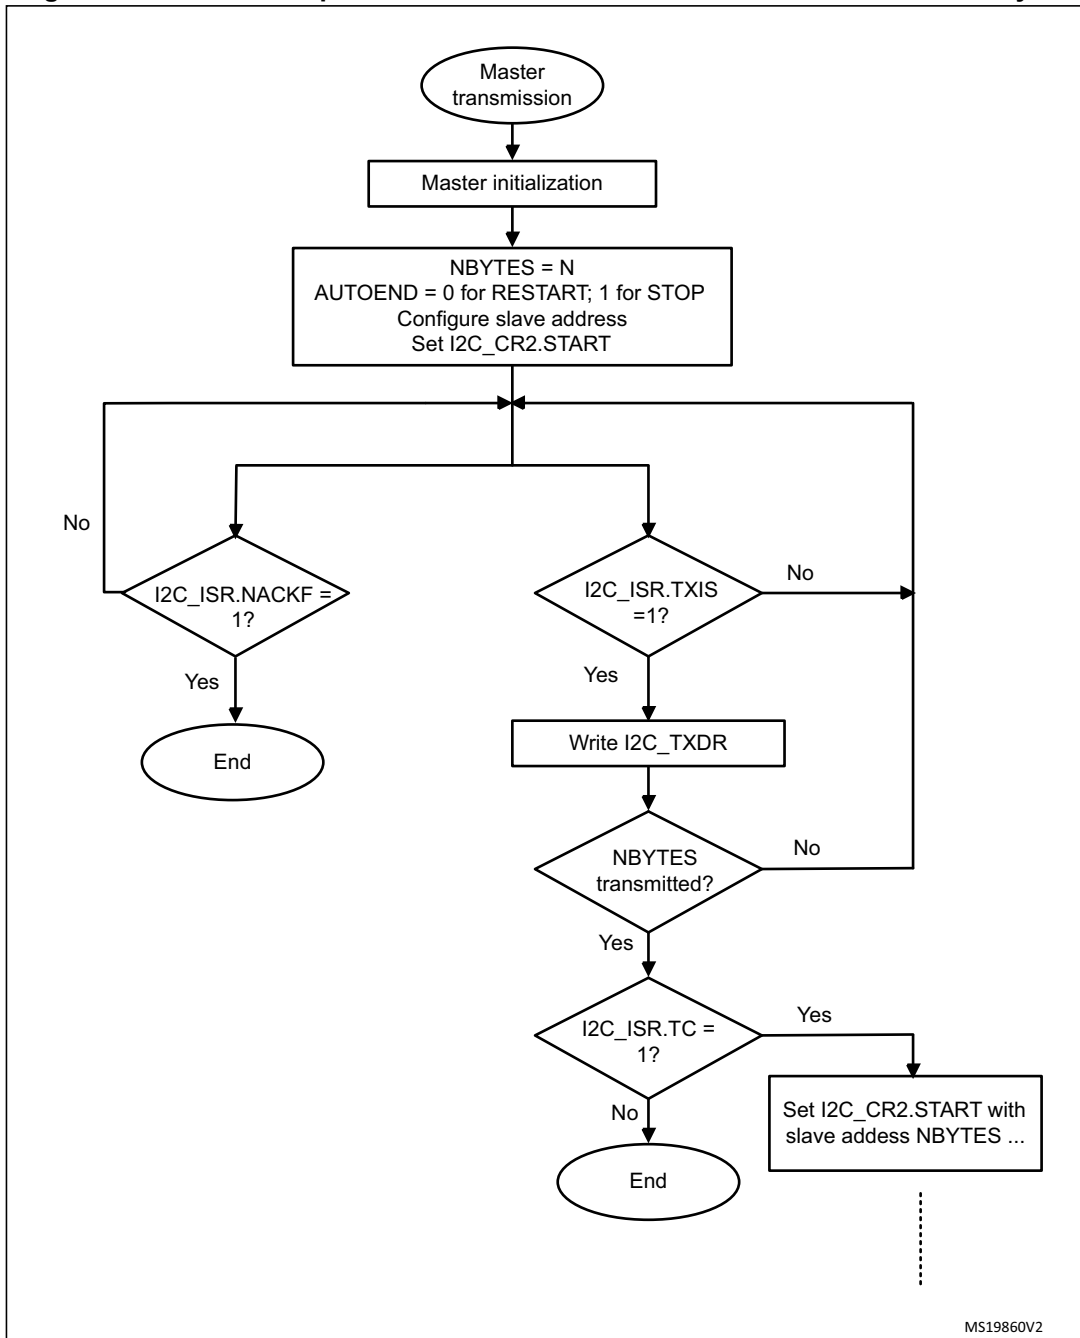 Master
transmission
Master initialization
NBYTES = N
AUTOEND = 0 for RESTART; 1 for STOP
Configure slave address
Set I2C_CR2.START
No
I2C_ISR.NACKF =
1?
I2C_ISR.TXIS
=1?
No
Yes
Yes
End
Write I2C_TXDR
NBYTES
transmitted?
No
Yes
I2C_ISR.TC =
1?
Yes
No
Set I2C_CR2.START with
slave addess NBYTES ...
End
MS19860V2